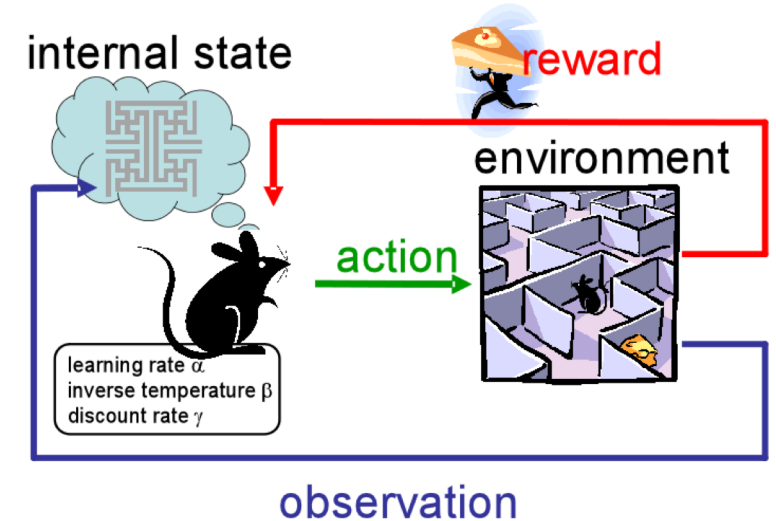 internal state
reward
environment
action
learning rate α
inverse temperature β
discount rate γ
observation